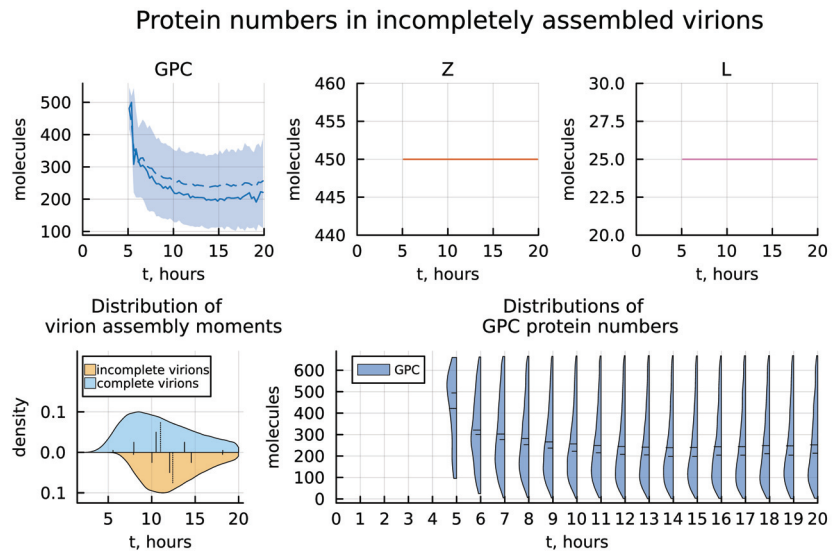 Protein numbers in incompletely assembled virions
GPC
molecules
500
400
300
200
100
0 5 10 15 20
t, hours
Z
molecules
460
455
450
445
440
0 5 10 15 20
t, hours
L
molecules
30.0
27.5
25.0
22.5
20.0
0 5 10 15 20
t, hours
Distribution of
virion assembly moments
incomplete virions
complete virions
density
0.1
0.0
0.1
5 10 15 20
t, hours
Distributions of
GPC protein numbers
GPC
molecules
600
500
400
300
200
100
0
0 1 2 3 4 5 6 7 8 9 10 11 12 13 14 15 16 17 18 19 20
t, hours